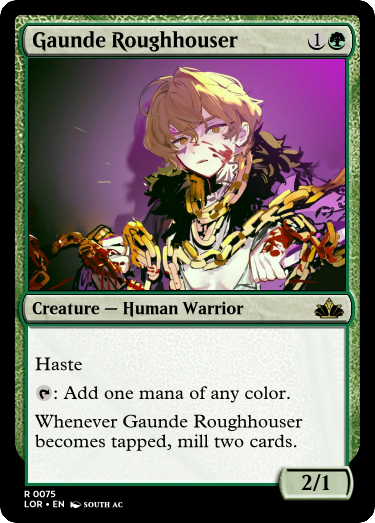 Gaunde Roughhouser 1
Creature — Human Warrior
Haste
: Add one mana of any color.
Whenever Gaunde Roughhouser
becomes tapped, mill two cards.
2/1
R 0075
LOR • EN SOUTH AC